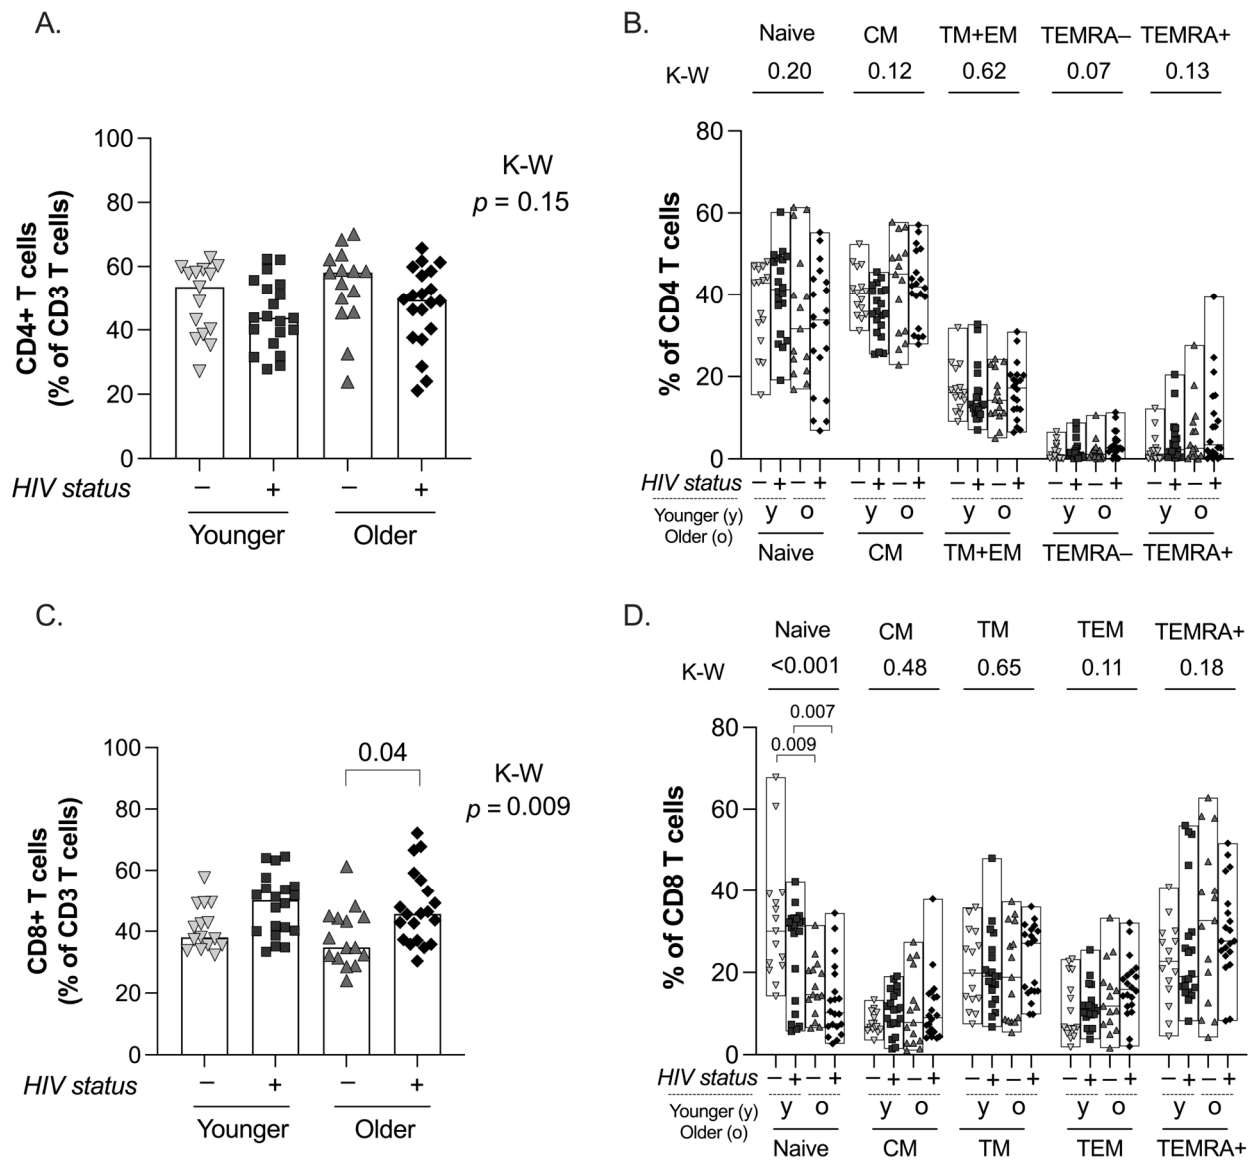 A.
CD4+ T cells
(% of CD3 T cells)
100
80
60
40
20
0
K-W
p = 0.15
HIV status – + – +
Younger Older
B.
Naive CM TM+EM TEMRA– TEMRA+
K-W 0.20 0.12 0.62 0.07 0.13
% of CD4 T cells
80
60
40
20
0
HIV status – + – + – + – + – + – + – + – + – + – +
Younger (y) y o y o y o y o y o
Older (o)
Naive CM TM+EM TEMRA– TEMRA+
C.
CD8+ T cells
(% of CD3 T cells)
100
80
60
40
20
0
0.04
K-W
p = 0.009
HIV status – + – +
Younger Older
D.
Naive CM TM TEM TEMRA+
K-W <0.001 0.48 0.65 0.11 0.18
0.007
0.009
% of CD8 T cells
80
60
40
20
0
HIV status – + – + – + – + – + – + – + – + – + – +
Younger (y) y o y o y o y o y o
Older (o)
Naive CM TM TEM TEMRA+